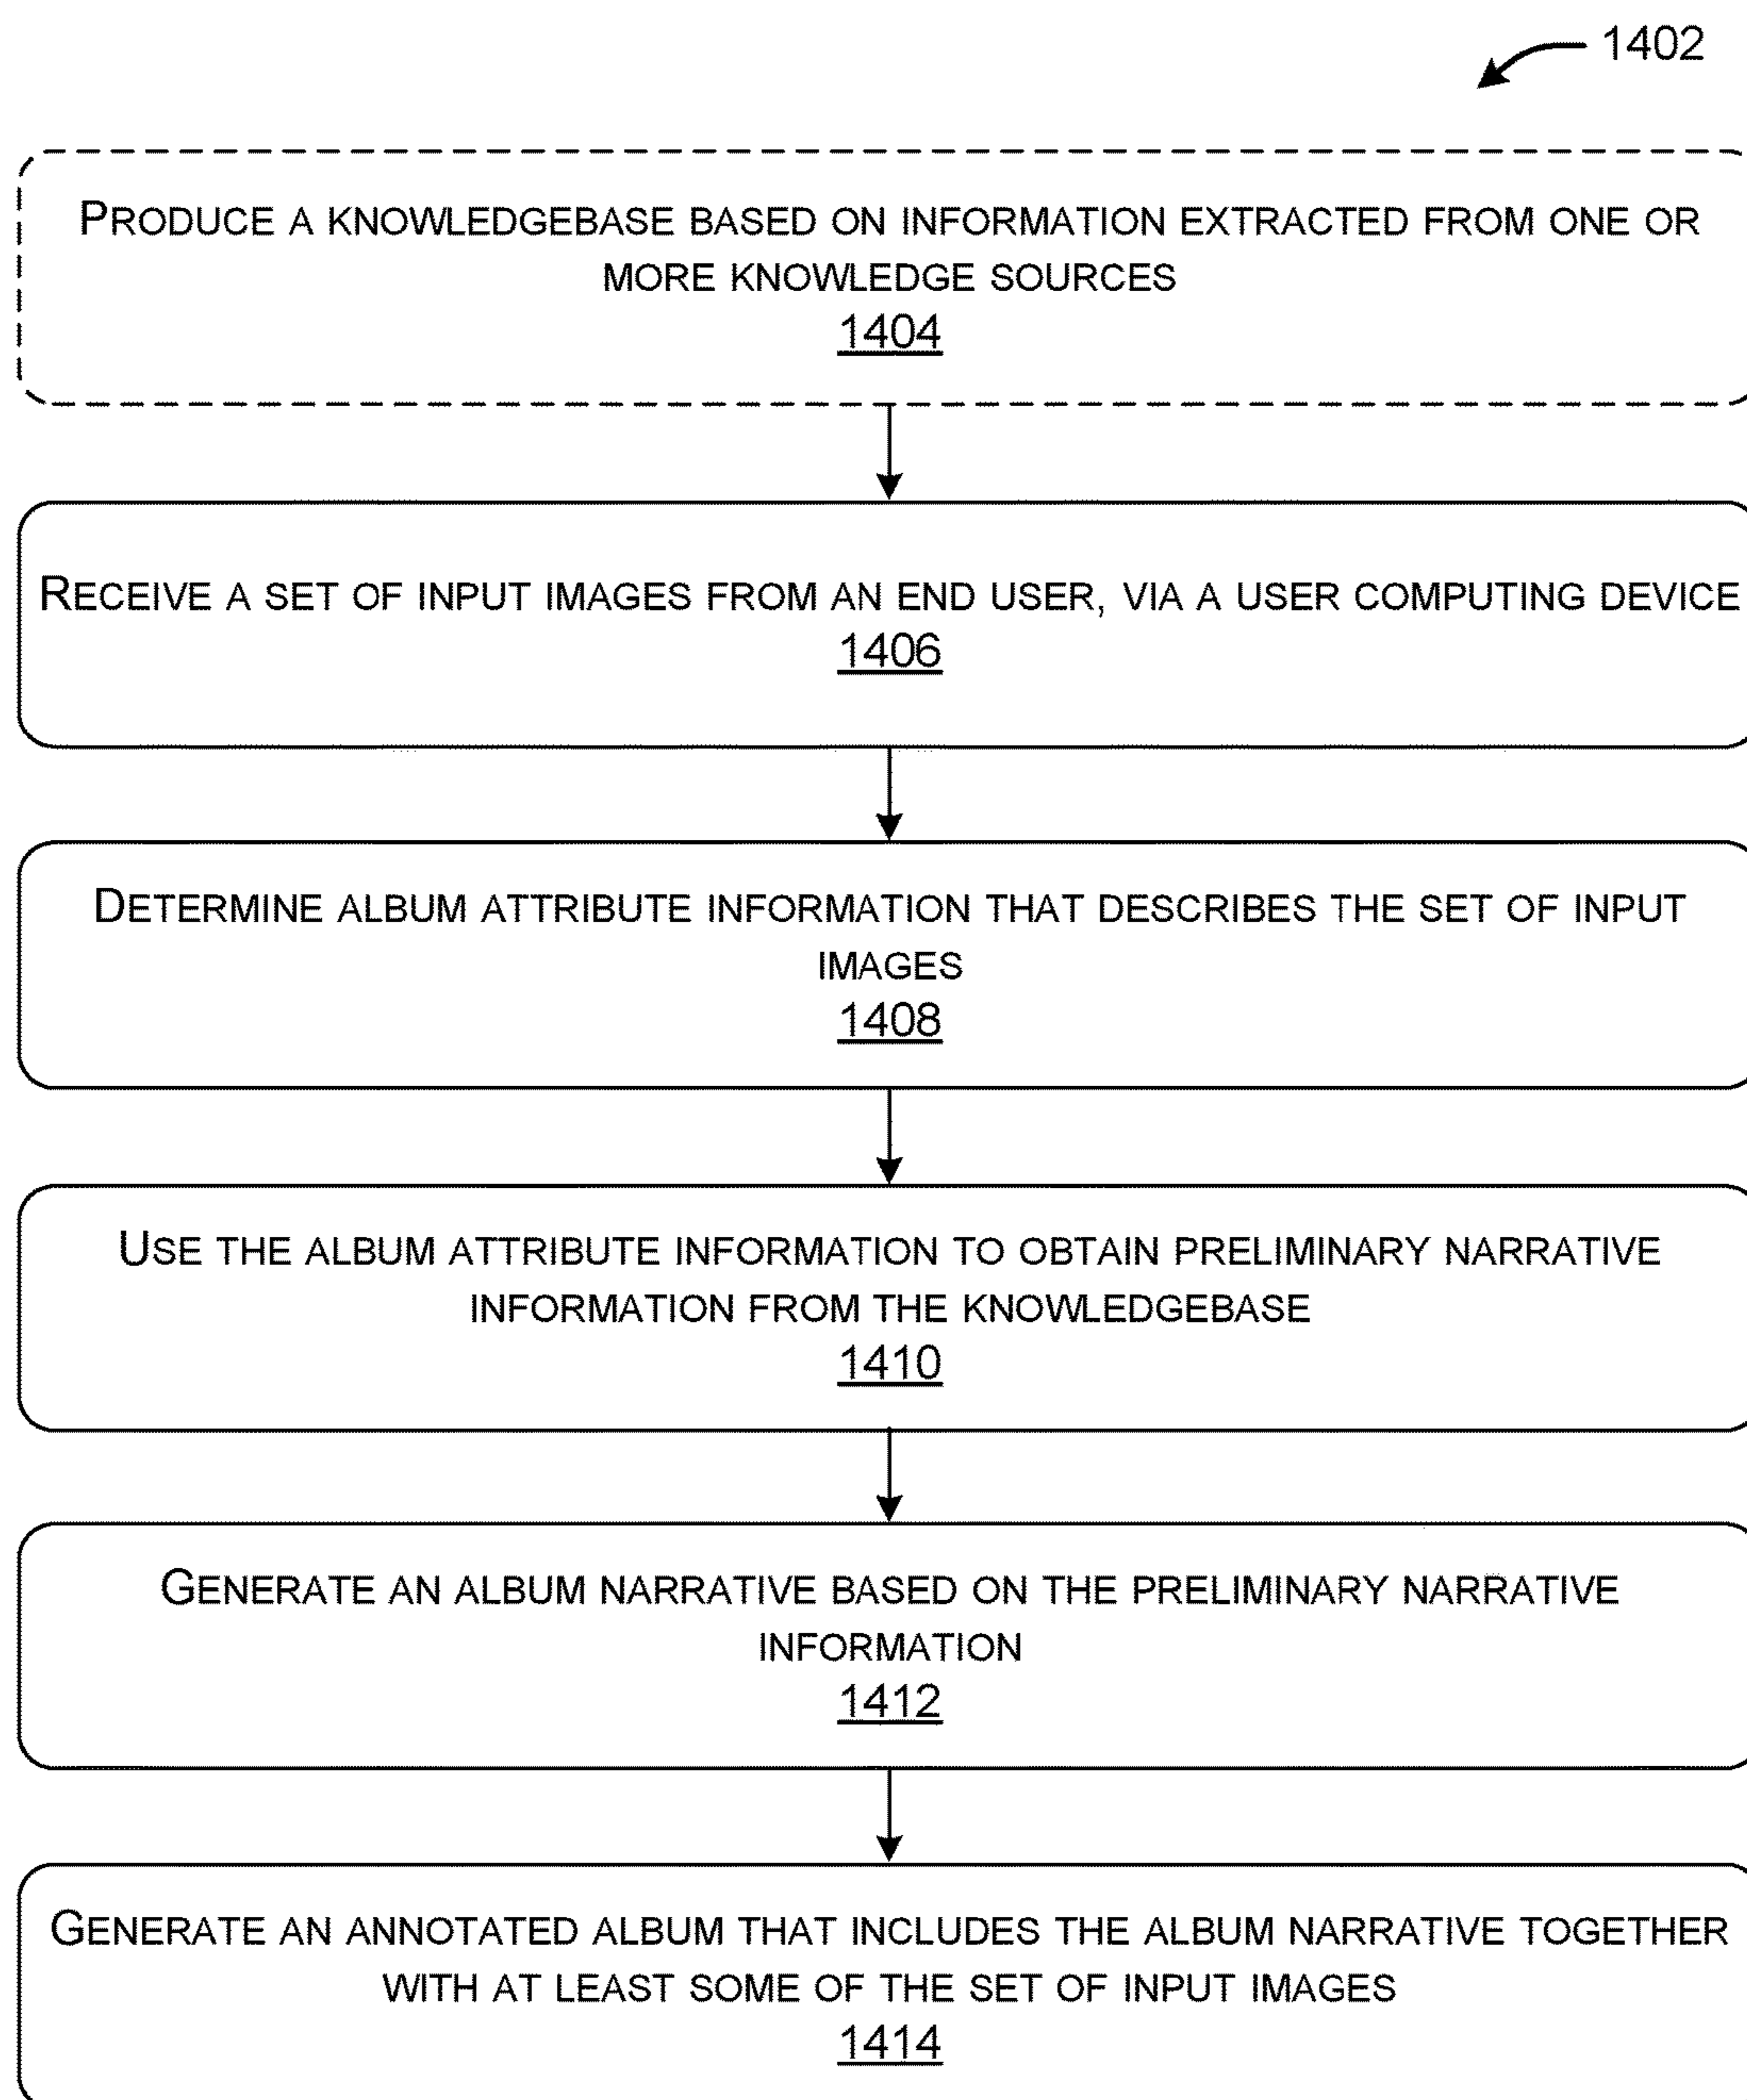 1402
PRODUCE A KNOWLEDGEBASE BASED ON INFORMATION EXTRACTED FROM ONE OR
MORE KNOWLEDGE SOURCES
1404
RECEIVE A SET OF INPUT IMAGES FROM AN END USER, VIA A USER COMPUTING DEVICE
1406
DETERMINE ALBUM ATTRIBUTE INFORMATION THAT DESCRIBES THE SET OF INPUT
IMAGES
1408
USE THE ALBUM ATTRIBUTE INFORMATION TO OBTAIN PRELIMINARY NARRATIVE
INFORMATION FROM THE KNOWLEDGEBASE
1410
GENERATE AN ALBUM NARRATIVE BASED ON THE PRELIMINARY NARRATIVE
INFORMATION
1412
GENERATE AN ANNOTATED ALBUM THAT INCLUDES THE ALBUM NARRATIVE TOGETHER
WITH AT LEAST SOME OF THE SET OF INPUT IMAGES
1414